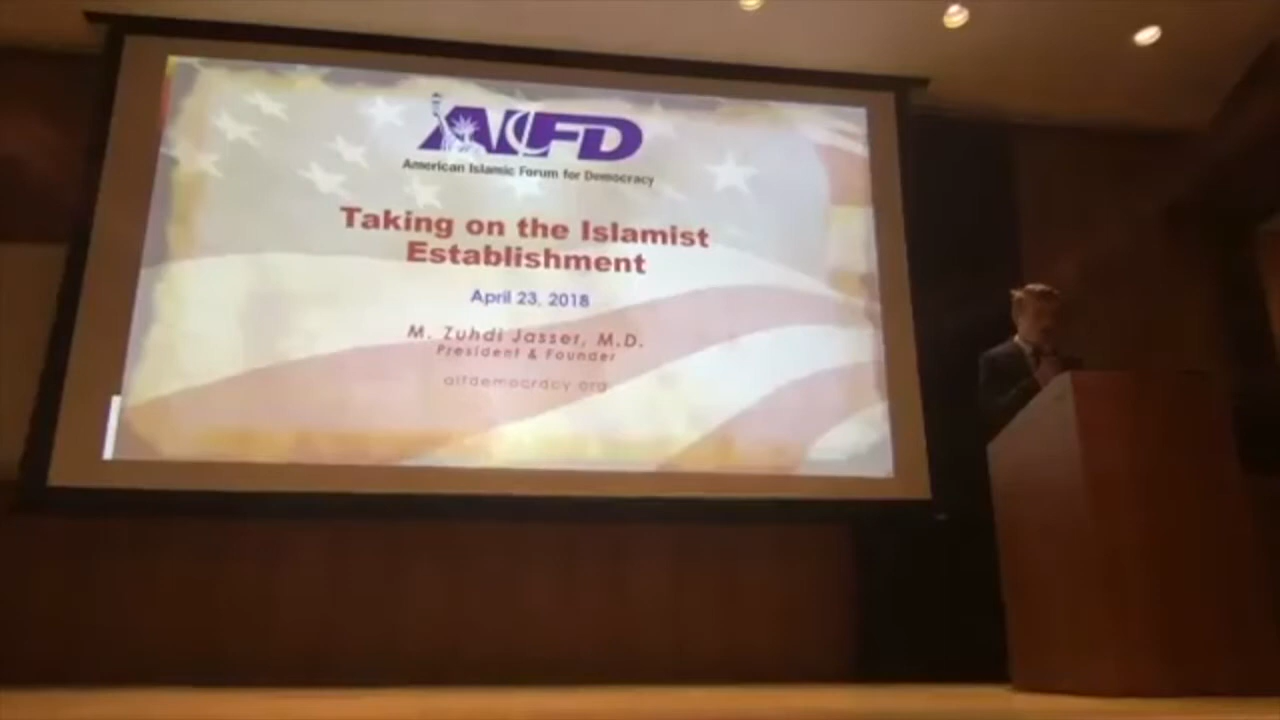 AIFD
American Islamic Forum for Democracy
Taking on the Islamist
Establishment
April 23, 2018
M. Zuhdi Jasser, M.D.
President & Founder
aifdemocracy.org